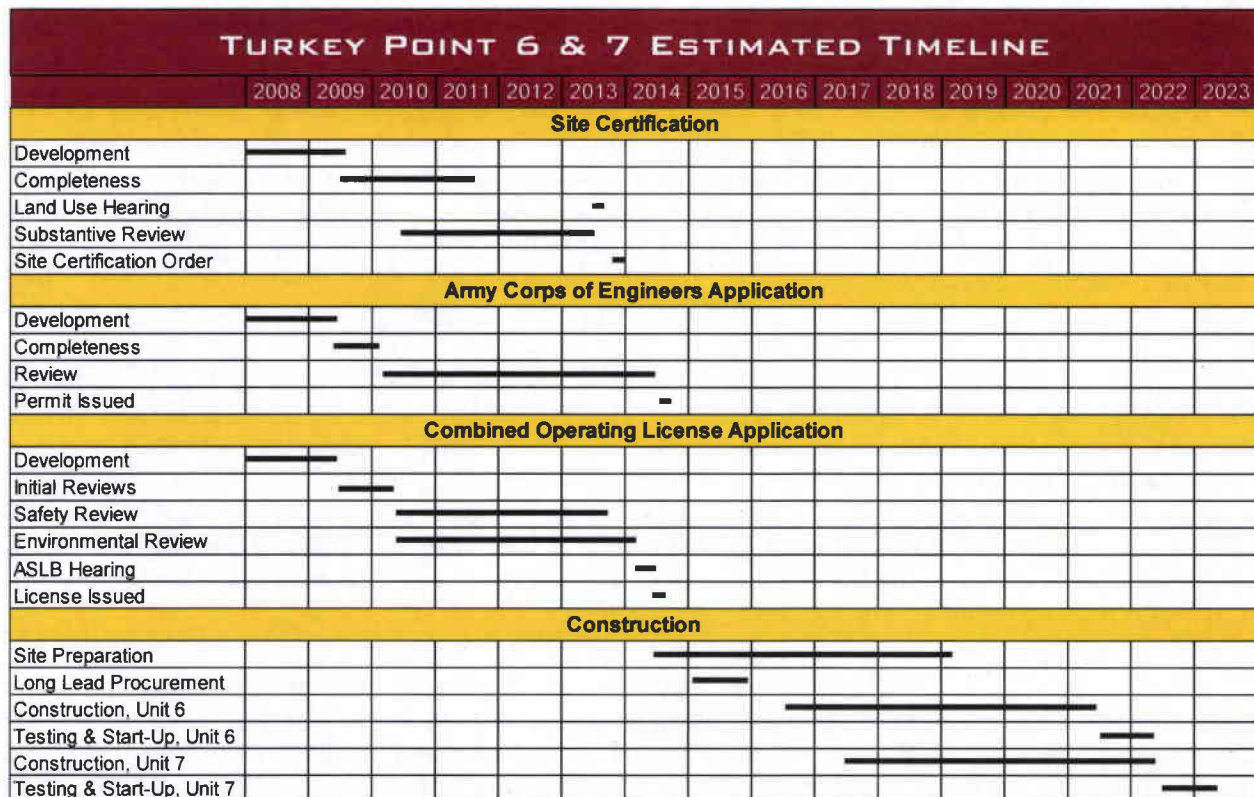 TURKEY POINT 6 & 7 ESTIMATED TIMELINE
2008 2009 2010 2011 2012 2013 2014 2015 2016 2017 2018 2019 2020 2021 2022 2023
Site Certification
Development
Completeness
Land Use Hearing
Substantive Review
Site Certification Order
Army Corps of Engineers Application
Development
Completeness
Review
Permit Issued
Combined Operating License Application
Development
Initial Reviews
Safety Review
Environmental Review
ASLB Hearing
License Issued
Construction
Site Preparation
Long Lead Procurement
Construction, Unit 6
Testing & Start-Up, Unit 6
Construction, Unit 7
Testing & Start-Up, Unit 7